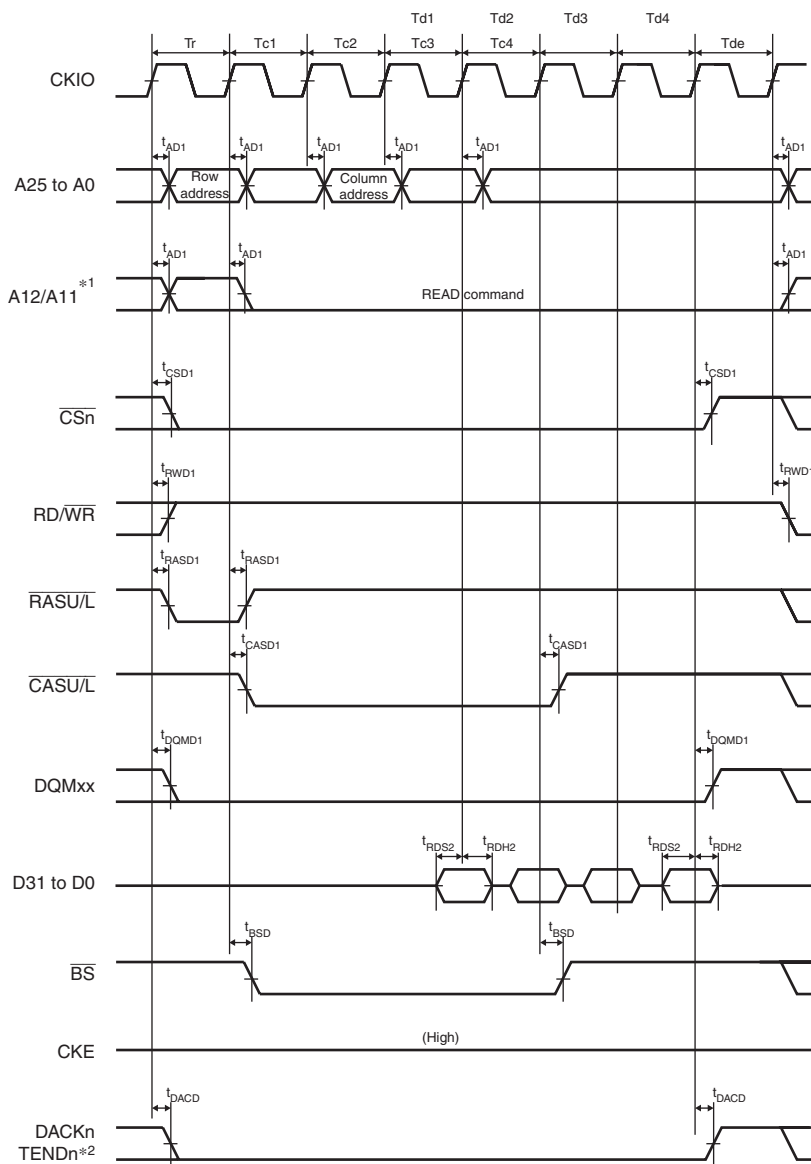 Td1 Td2 Td3 Td4
Tr Tc1 Tc2 Tc3 Tc4 Tde
CKIO
tAD1 tAD1 tAD1 tAD1 tAD1 tAD1
A25 to A0
Row
address
Column
address
tAD1 tAD1 tAD1
A12/A11*1
READ command
tCSD1 tCSD1
CSn
tRWD1 tRWD1
RD/WR
tRASD1 tRASD1
RASU/L
tCASD1 tCASD1
CASU/L
tDQMD1 tDQMD1
DQMxx
tRDS2 tRDH2 tRDS2 tRDH2
D31 to D0
tBSD tBSD
BS
(High)
CKE
tDACD tDACD
DACKn
TENDn*2